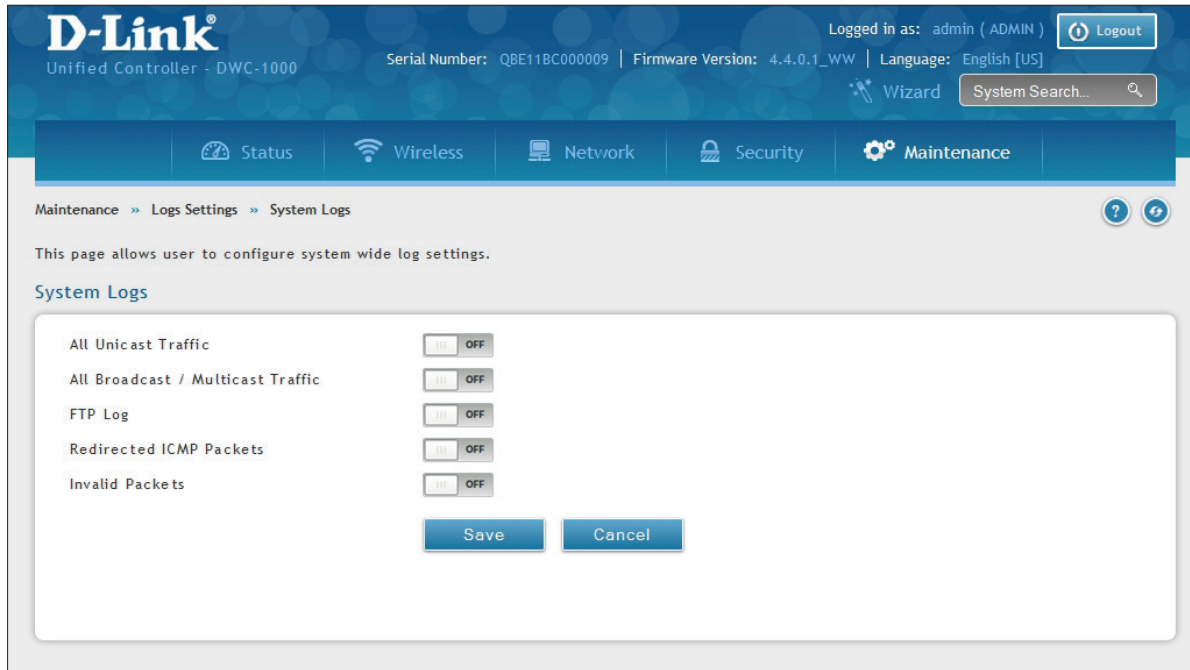 D-Link®
Unified Controller - DWC-1000
Logged in as: admin ( ADMIN )
Logout
Serial Number: QBE11BC000009 | Firmware Version: 4.4.0.1_WW | Language: English [US]
Wizard
System Search...
Status
Wireless
Network
Security
Maintenance
Maintenance » Logs Settings » System Logs
?
This page allows user to configure system wide log settings.
System Logs
All Unicast Traffic OFF
All Broadcast / Multicast Traffic OFF
FTP Log OFF
Redirected ICMP Packets OFF
Invalid Packets OFF
Save
Cancel